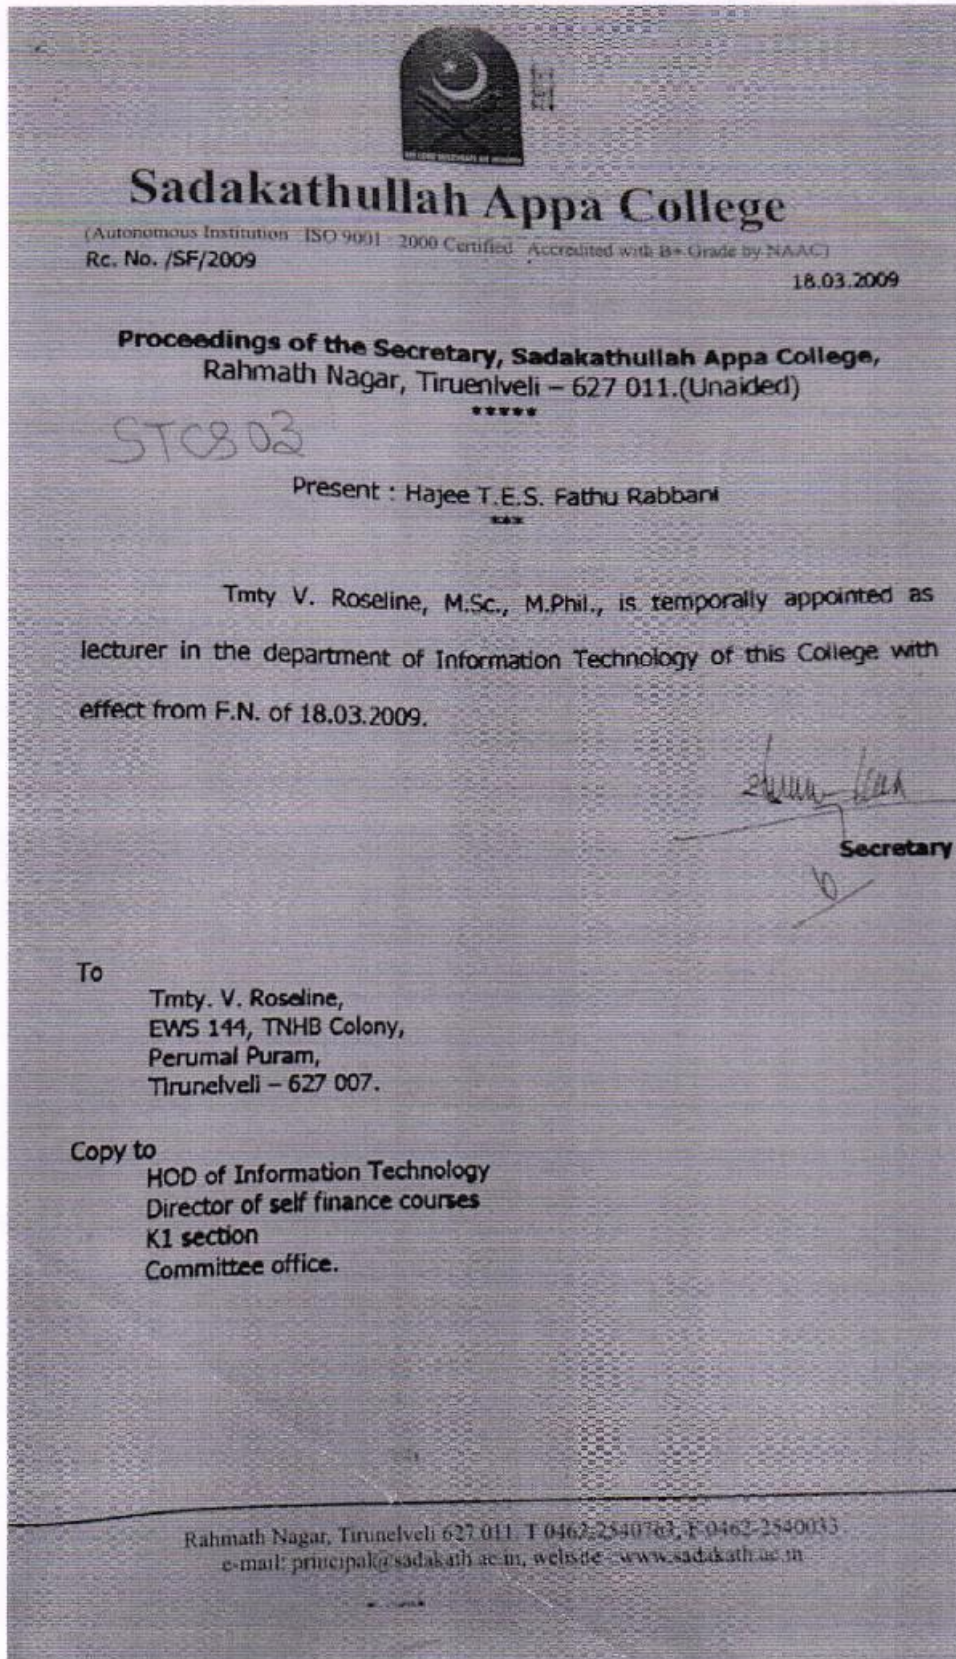 Sadakathullah Appa College
(Autonomous Institution ISO 9001 : 2000 Certified Accredited with B+ Grade by NAAC)
Rc. No. /SF/2009
18.03.2009
Proceedings of the Secretary, Sadakathullah Appa College,
Rahmath Nagar, Tiruenlveli – 627 011.(Unaided)
*****
STCS03
Present : Hajee T.E.S. Fathu Rabbani
***
Tmty V. Roseline, M.Sc., M.Phil., is temporally appointed as
lecturer in the department of Information Technology of this College with
effect from F.N. of 18.03.2009.
Secretary
To
Tmty. V. Roseline,
EWS 144, TNHB Colony,
Perumal Puram,
Tirunelveli – 627 007.
Copy to
HOD of Information Technology
Director of self finance courses
K1 section
Committee office.
Rahmath Nagar, Tirunelveli 627 011. T 0462-2540763, F 0462-2540033
e-mail: principal@sadakath.ac.in, website : www.sadakath.ac.in